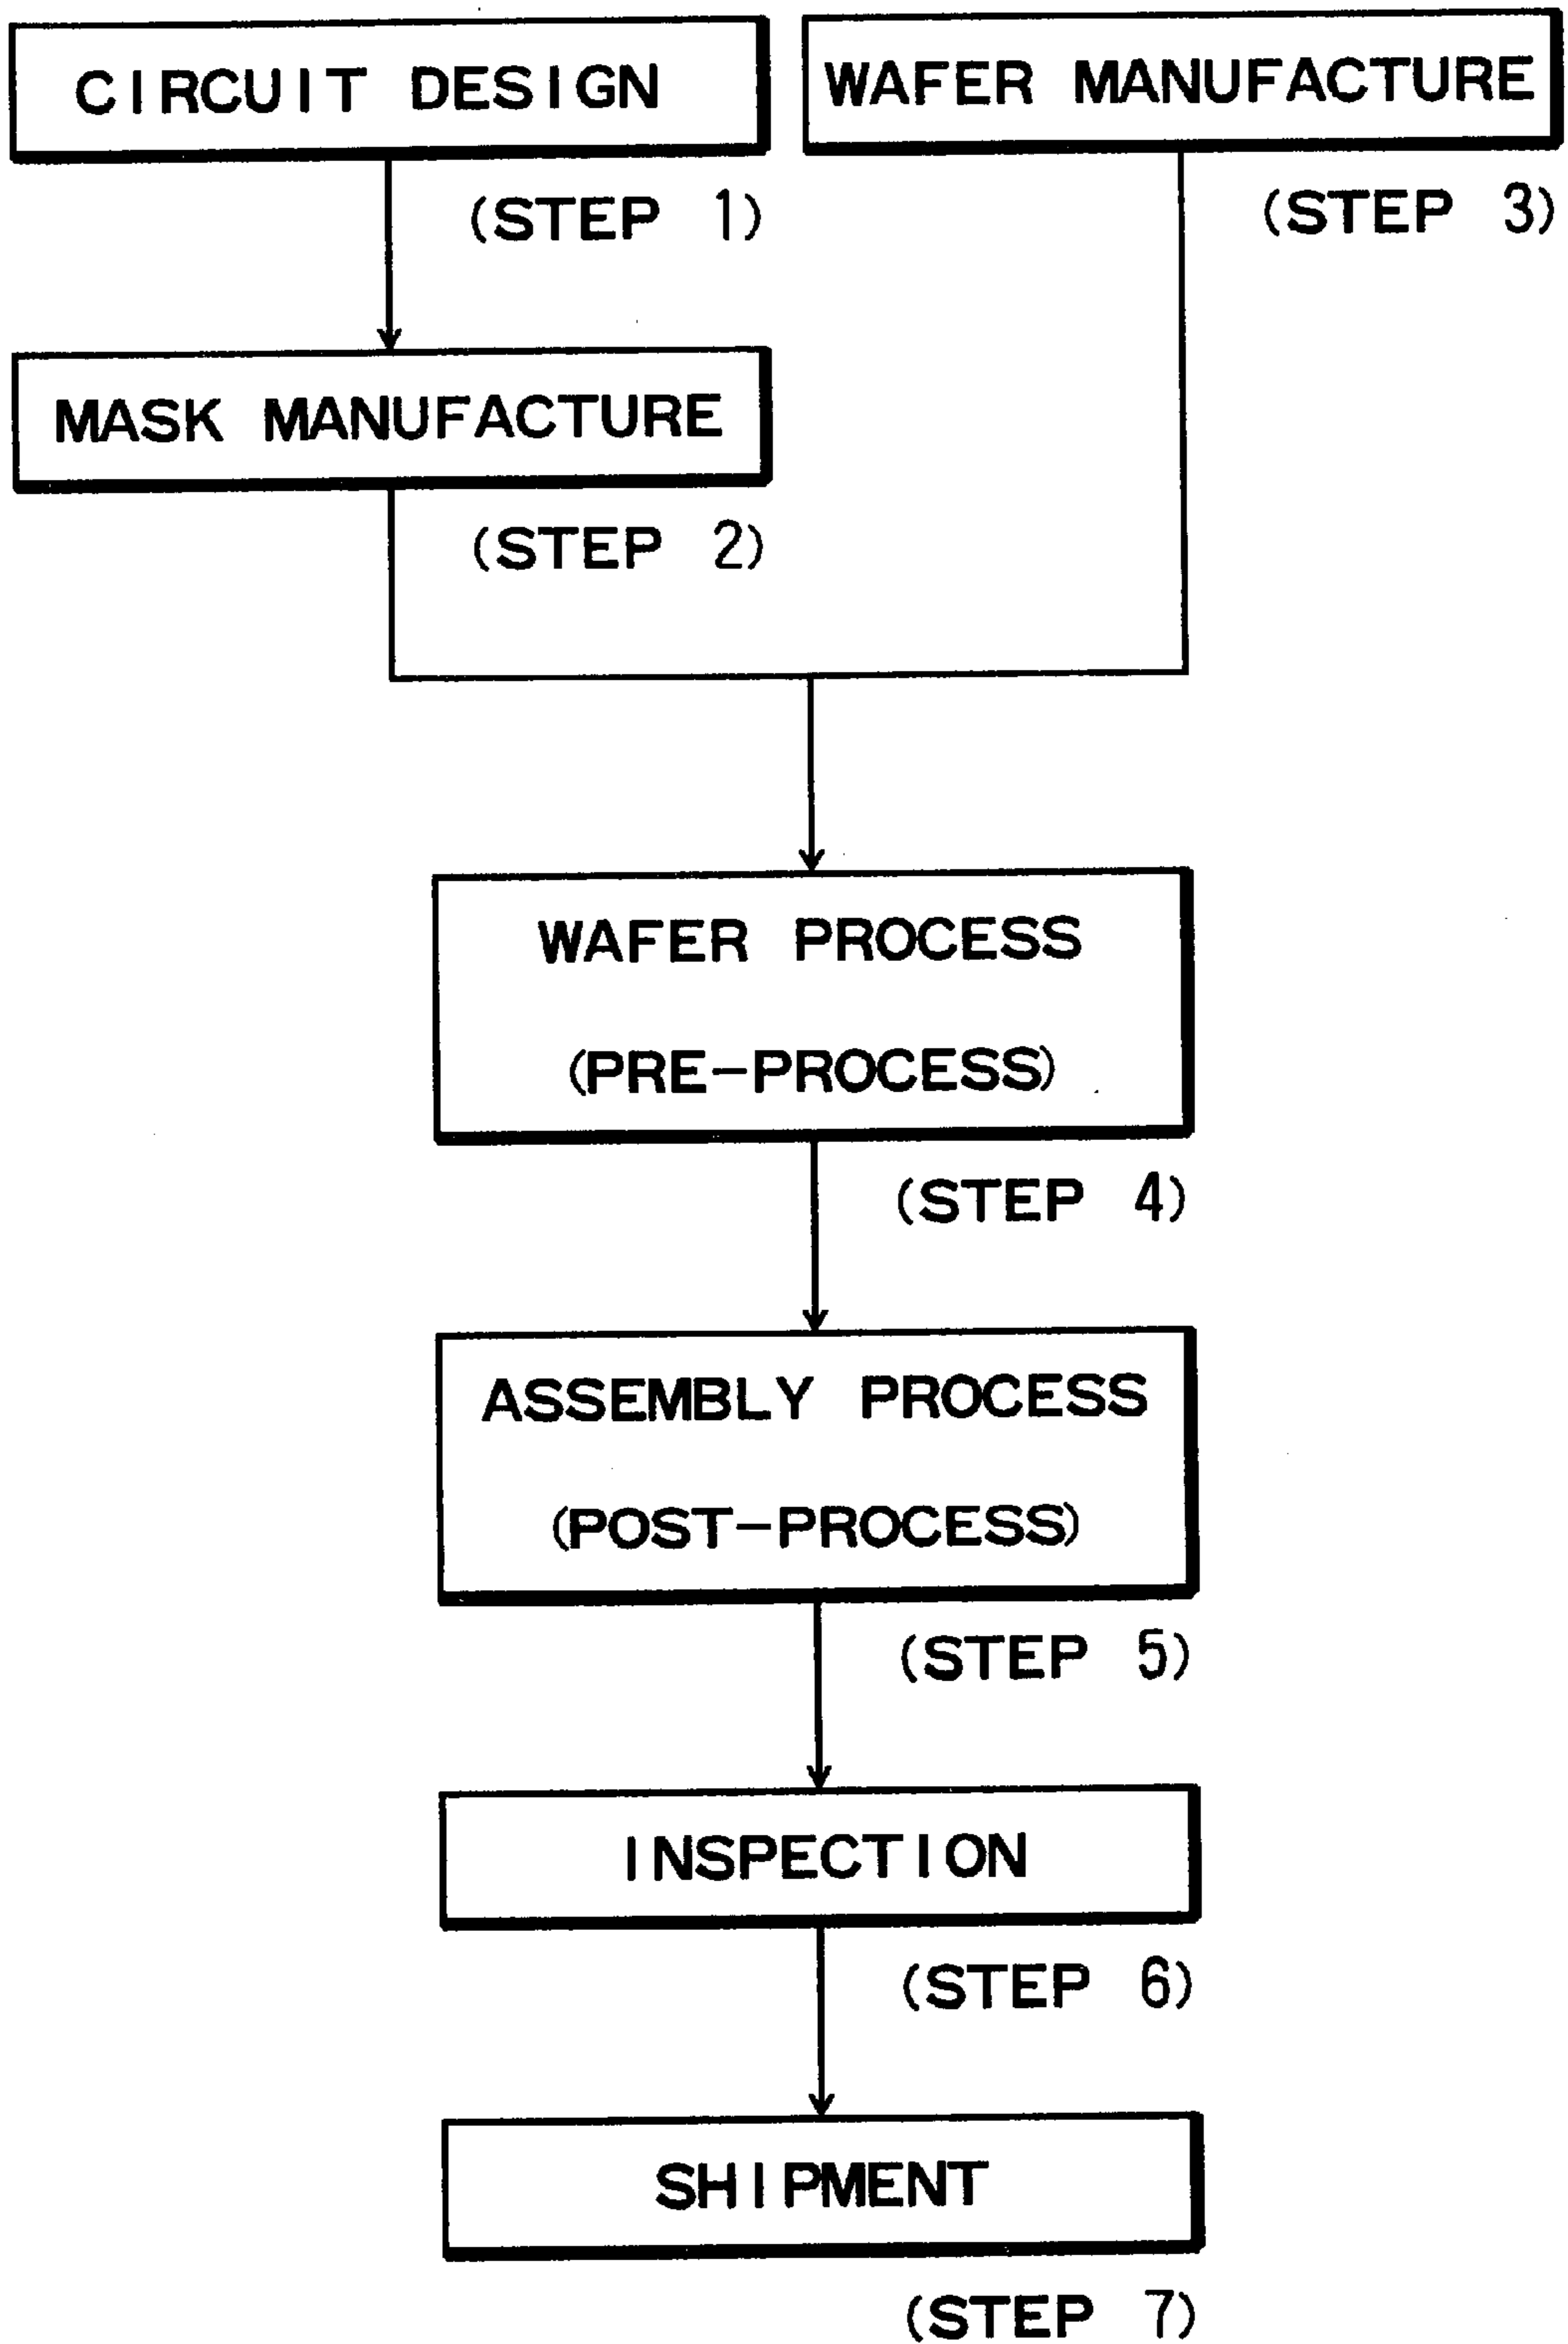 CIRCUIT DESIGN
(STEP 1)
WAFER MANUFACTURE
(STEP 3)
MASK MANUFACTURE
(STEP 2)
WAFER PROCESS
(PRE-PROCESS)
(STEP 4)
ASSEMBLY PROCESS
(POST-PROCESS)
(STEP 5)
INSPECTION
(STEP 6)
SHIPMENT
(STEP 7)